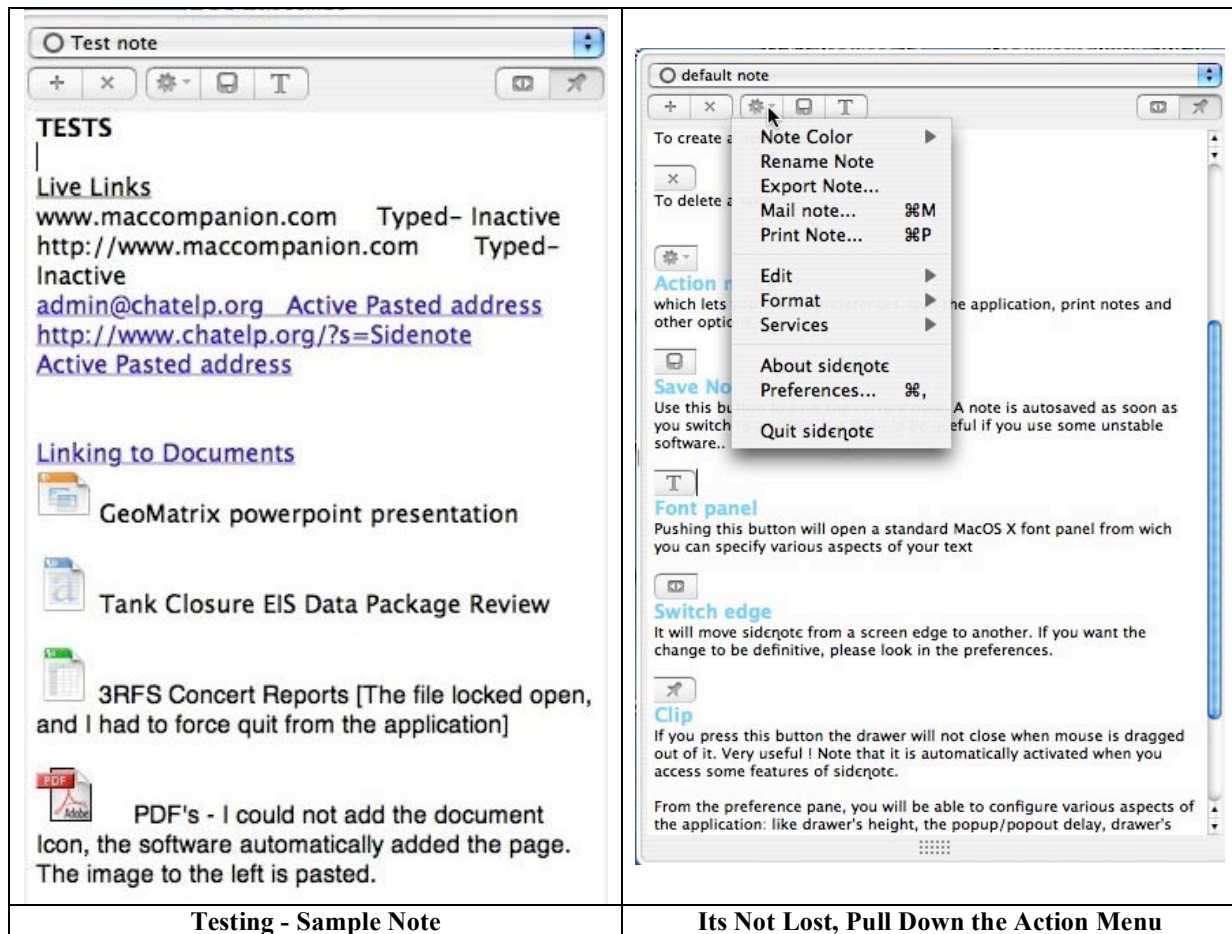 Test note
TESTS
Live Links
www.maccompanion.com Typed- Inactive
http://www.maccompanion.com Typed-
Inactive
admin@chatelp.org Active Pasted address
http://www.chatelp.org/?s=Sidenote
Active Pasted address
Linking to Documents
GeoMatrix powerpoint presentation
Tank Closure EIS Data Package Review
3RFS Concert Reports [The file locked open,
and I had to force quit from the application]
PDF
Adobe
PDF's - I could not add the document
Icon, the software automatically added the page.
The image to the left is pasted.
Testing - Sample Note
default note
To create a
Note Color
Rename Note
Export Note...
Mail note... ⌘M
Print Note... ⌘P
Edit
Format
Services
About sidenote
Preferences... ⌘,
Quit sidenote
To delete a
Action
which lets the application, print notes and
other optio
Save No
Use this bu A note is autosaved as soon as
you switch eful if you use some unstable
software..
T
Font panel
Pushing this button will open a standard MacOS X font panel from wich
you can specify various aspects of your text
Switch edge
It will move sidenote from a screen edge to another. If you want the
change to be definitive, please look in the preferences.
Clip
If you press this button the drawer will not close when mouse is dragged
out of it. Very useful ! Note that it is automatically activated when you
access some features of sidenote.
From the preference pane, you will be able to configure various aspects of
the application: like drawer's height, the popup/popout delay, drawer's
Its Not Lost, Pull Down the Action Menu